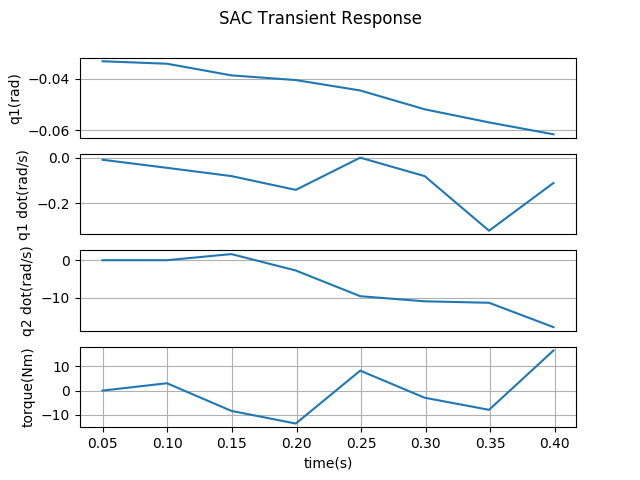 SAC Transient Response
q1(rad)
−0.04
−0.06
q1 dot(rad/s)
0.0
−0.2
q2 dot(rad/s)
0
−10
torque(Nm)
10
0
−10
0.05 0.10 0.15 0.20 0.25 0.30 0.35 0.40
time(s)